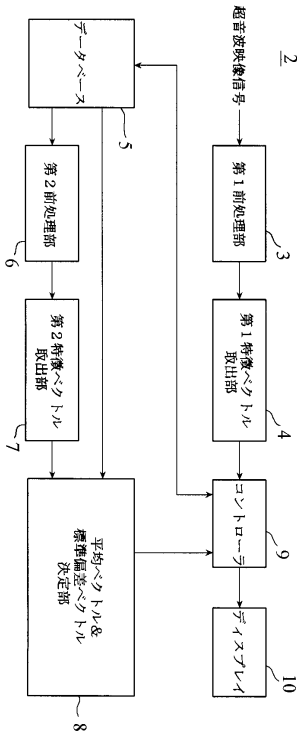 2
超音波映像信号
第1前処理部
3
第1特徴ベクトル
取出部
4
コントローラ
9
ディスプレイ
10
データベース
5
第2前処理部
6
第2特徴ベクトル
取出部
7
平均ベクトル&
標準偏差ベクトル
決定部
8